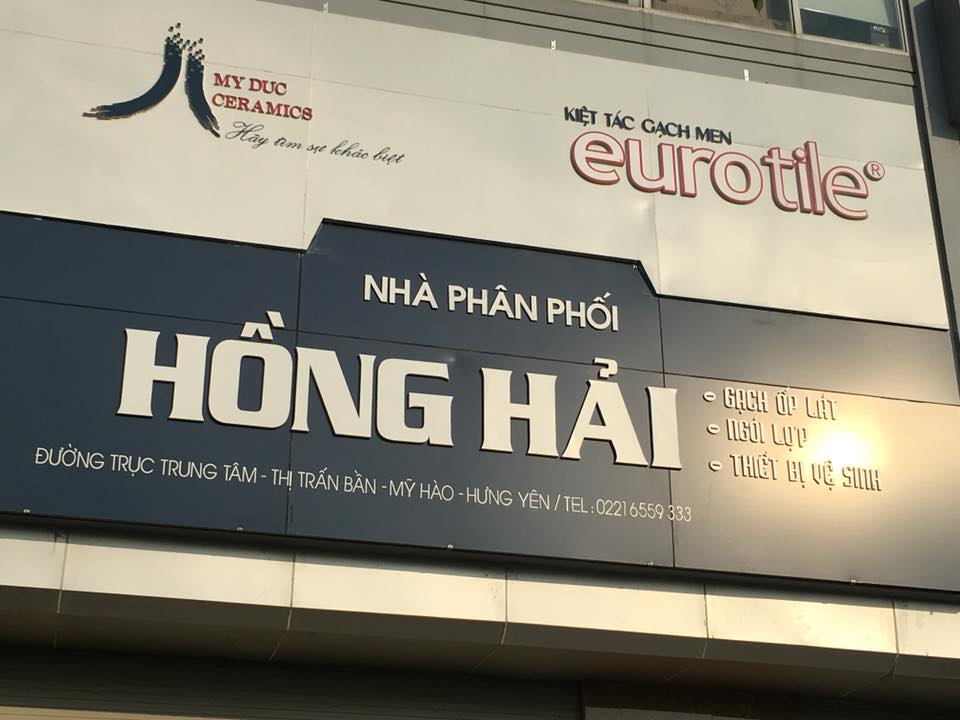 MY DUC
CERAMICS
Hãy tìm sự khác biệt
KIỆT TÁC GẠCH MEN
eurotile®
NHÀ PHÂN PHỐI
HỒNG HẢI
- GẠCH ỐP LÁT
- NGÓI LỢP
- THIẾT BỊ VỆ SINH
ĐƯỜNG TRỤC TRUNG TÂM - THỊ TRẤN BẦN - MỸ HÀO - HƯNG YÊN / TEL : 0221 6559 333